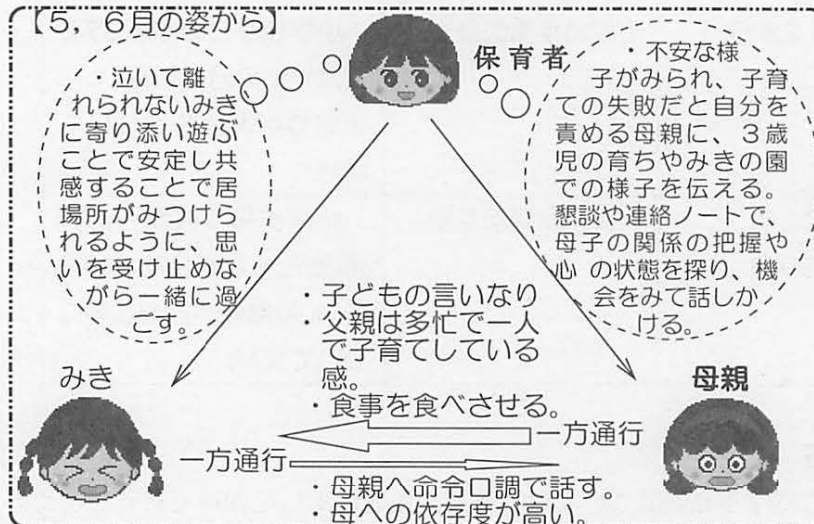 【5，6月の姿から】
保育者
・泣いて離
れられないみき
に寄り添い遊ぶ
ことで安定し共
感することで居
場所がみつけら
れるように、思
いを受け止めな
がら一緒に過
ごす。
・不安な様
子がみられ、子育
ての失敗だと自分を
責める母親に、３歳
児の育ちやみきの園
での様子を伝える。
懇談や連絡ノートで、
母子の関係の把握や
心の状態を探り、機
会をみて話しか
ける。
・子どもの言いなり
・父親は多忙で一人
で子育てしている
感。
・食事を食べさせる。
みき
母親
一方通行
一方通行
・母親へ命令口調で話す。
・母への依存度が高い。